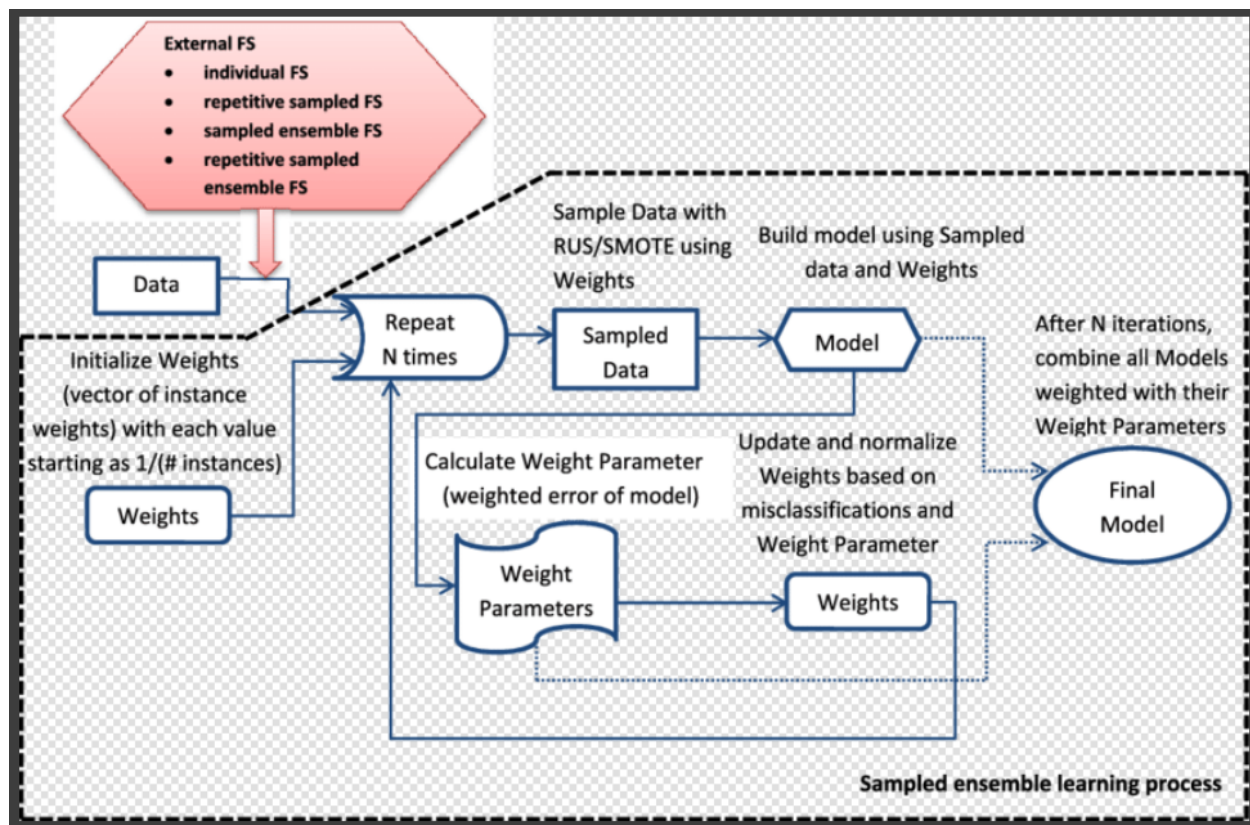 External FS
• individual FS
• repetitive sampled FS
• sampled ensemble FS
• repetitive sampled
ensemble FS
Data
Initialize Weights
(vector of instance
weights) with each value
starting as 1/(# instances)
Weights
Repeat
N times
Sample Data with
RUS/SMOTE using
Weights
Sampled
Data
Build model using Sampled
data and Weights
Model
Calculate Weight Parameter
(weighted error of model)
Weight
Parameters
Update and normalize
Weights based on
misclassifications and
Weight Parameter
Weights
After N iterations,
combine all Models
weighted with their
Weight Parameters
Final
Model
Sampled ensemble learning process